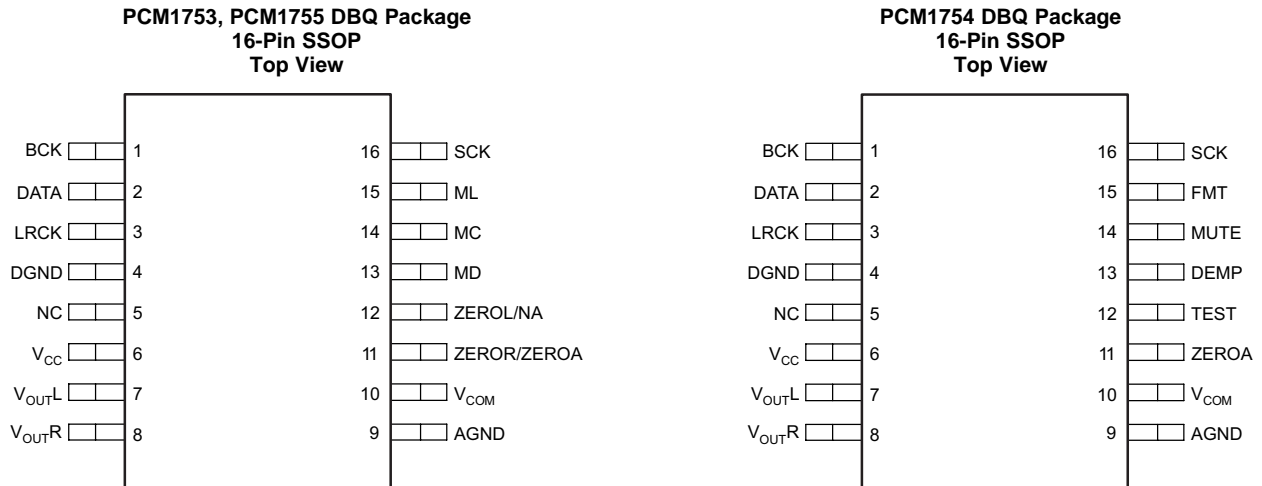 PCM1753, PCM1755 DBQ Package
16-Pin SSOP
Top View
BCK 1 16 SCK
DATA 2 15 ML
LRCK 3 14 MC
DGND 4 13 MD
NC 5 12 ZEROL/NA
VCC 6 11 ZEROR/ZEROA
VOUTL 7 10 VCOM
VOUTR 8 9 AGND
PCM1754 DBQ Package
16-Pin SSOP
Top View
BCK 1 16 SCK
DATA 2 15 FMT
LRCK 3 14 MUTE
DGND 4 13 DEMP
NC 5 12 TEST
VCC 6 11 ZEROA
VOUTL 7 10 VCOM
VOUTR 8 9 AGND